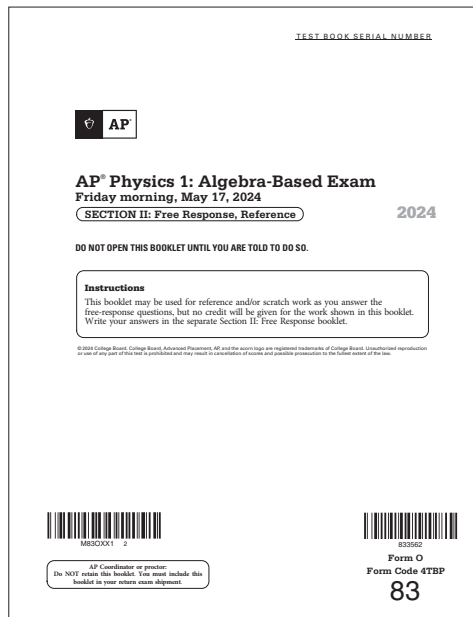 TEST BOOK SERIAL NUMBER
AP®
AP® Physics 1: Algebra-Based Exam
Friday morning, May 17, 2024
SECTION II: Free Response, Reference
2024
DO NOT OPEN THIS BOOKLET UNTIL YOU ARE TOLD TO DO SO.
Instructions
This booklet may be used for reference and/or scratch work as you answer the
free-response questions, but no credit will be given for the work shown in this booklet.
Write your answers in the separate Section II: Free Response booklet.
© 2024 College Board. College Board, Advanced Placement, AP, and the acorn logo are registered trademarks of College Board. Unauthorized reproduction
or use of any part of this test is prohibited and may result in cancellation of scores and possible prosecution to the fullest extent of the law.
M83OXX1 2
AP Coordinator or proctor:
Do NOT retain this booklet. You must include this
booklet in your return exam shipment.
833562
Form O
Form Code 4TBP
83